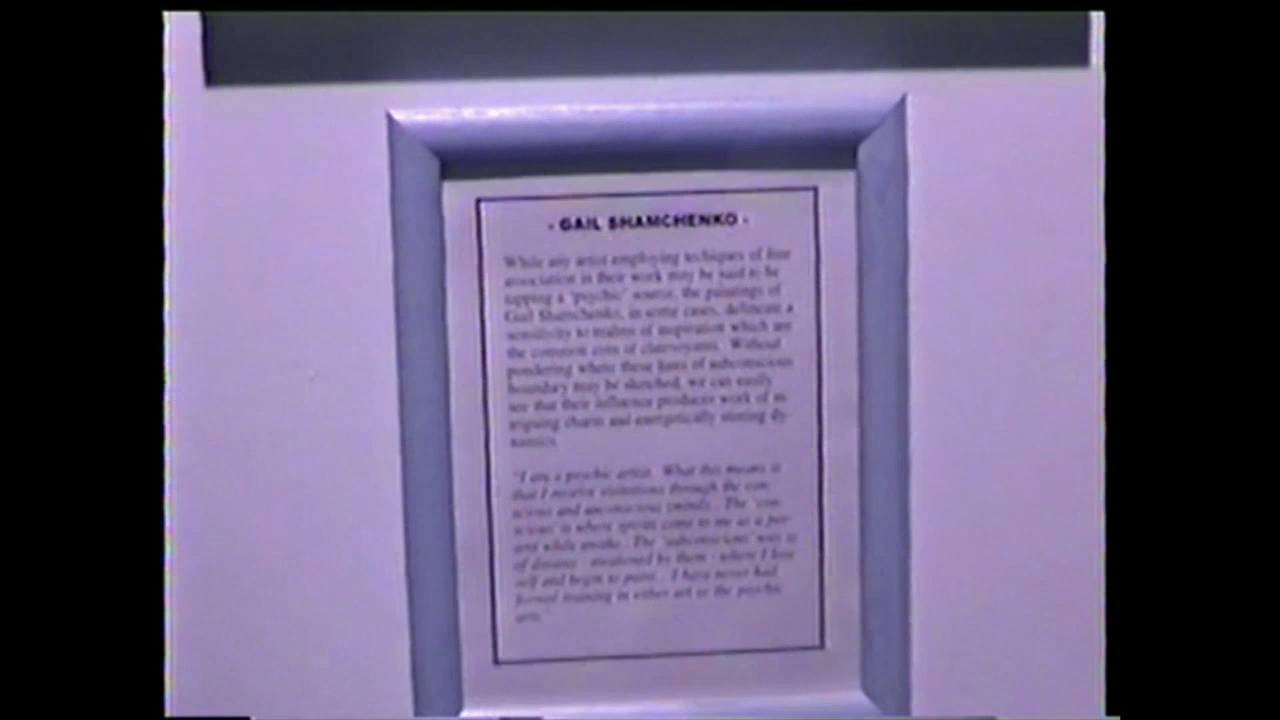 - GAIL SHAMCHENKO -
While any artist employing techiques of free
association in their work may be said to be
tapping a 'psychic' source, the paintings of
Gail Shamchenko, in some cases, delineate a
sensitivity to realms of inspiration which are
the common coin of clairvoyants. Without
pondering where these laws of subconscious
boundary may be sketched, we can easily
see that their influence produces work of in-
triguing charm and energetically stirring dy-
namics.
"I am a psychic artist. What this means is
that I receive visitations through the con-
scious and unconscious (mind). The 'con-
scious' is where spirits come to me as a per-
son while awake. The 'subconscious' way is
of dreams - awakened by them - where I lose
self and begin to paint... I have never had
formal training in either art or the psychic
arts."